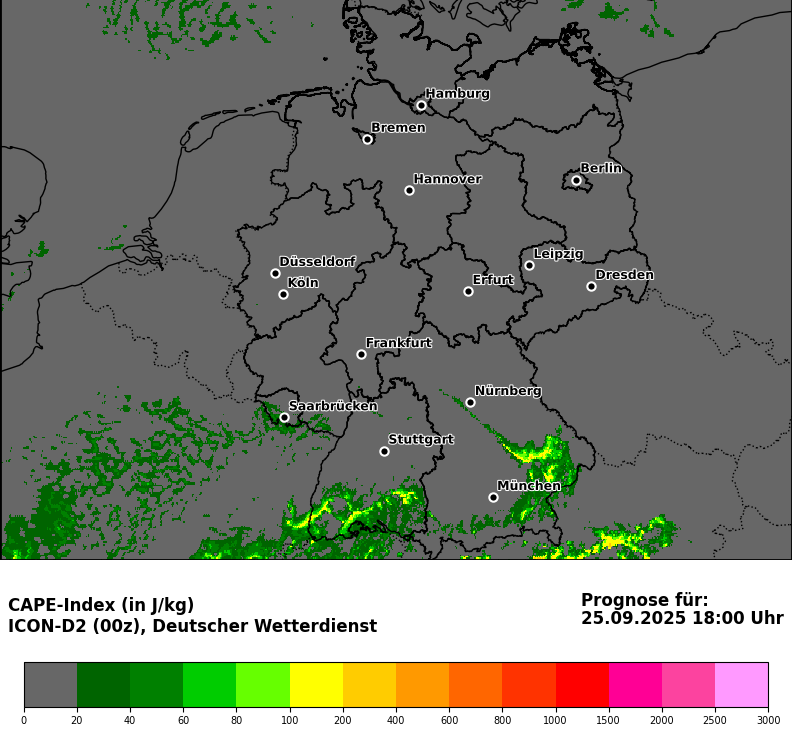 Hamburg
Bremen
Berlin
Hannover
Leipzig
Düsseldorf
Dresden
Köln
Erfurt
Frankfurt
Nürnberg
Saarbrücken
Stuttgart
München
CAPE-Index (in J/kg)
ICON-D2 (00z), Deutscher Wetterdienst
Prognose für:
25.09.2025 18:00 Uhr
0 20 40 60 80 100 200 400 600 800 1000 1500 2000 2500 3000